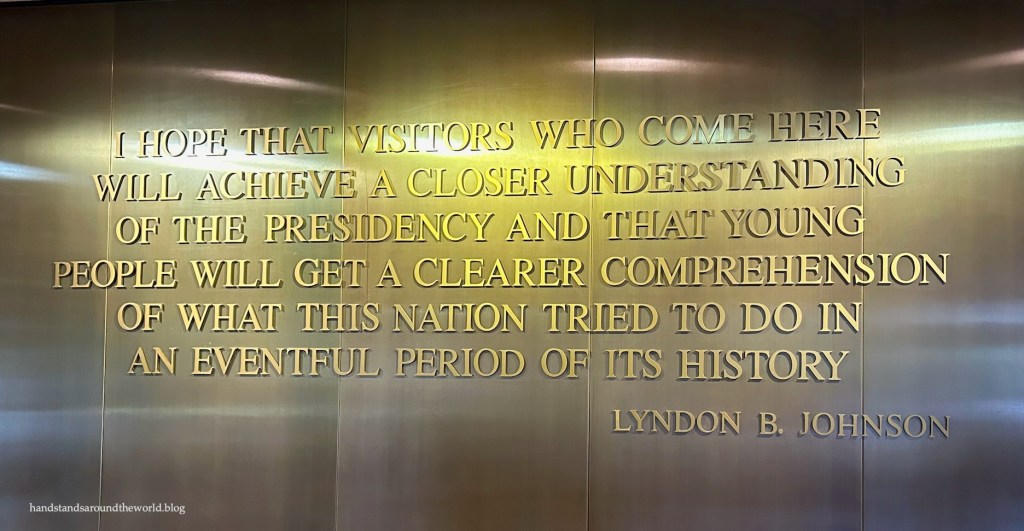 I HOPE THAT VISITORS WHO COME HERE
WILL ACHIEVE A CLOSER UNDERSTANDING
OF THE PRESIDENCY AND THAT YOUNG
PEOPLE WILL GET A CLEARER COMPREHENSION
OF WHAT THIS NATION TRIED TO DO IN
AN EVENTFUL PERIOD OF ITS HISTORY
LYNDON B. JOHNSON
handstandsaroundtheworld.blog